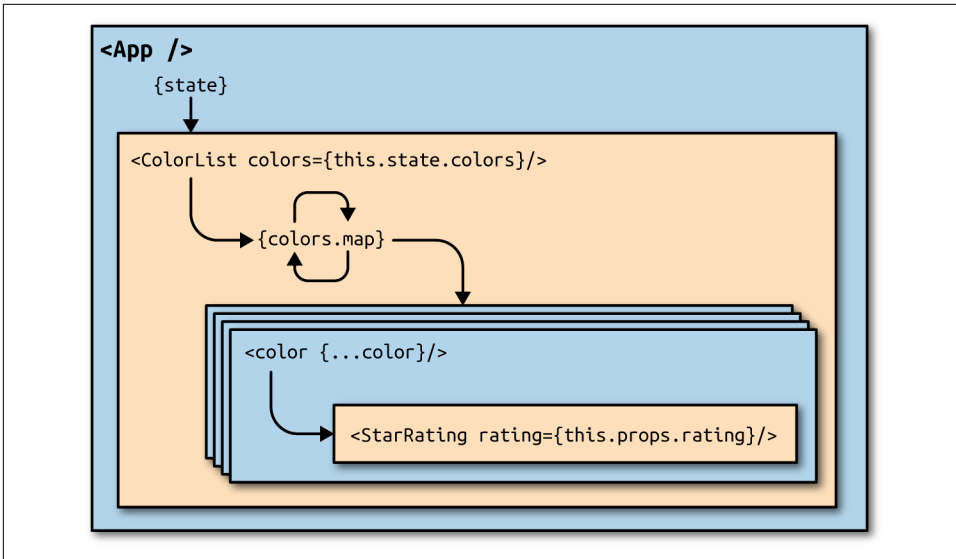 <App />
{state}
<ColorList colors={this.state.colors}/>
{colors.map}
<color {...color}/>
<StarRating rating={this.props.rating}/>